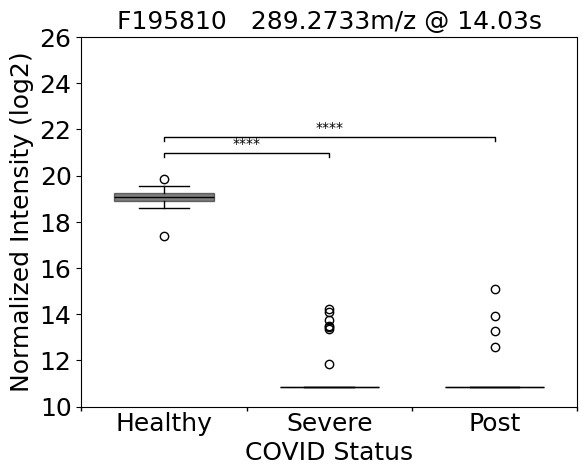 F195810   289.2733m/z @ 14.03s
Normalized Intensity (log2)
26
24
22
20
18
16
14
12
10
****
****
Healthy
Severe
Post
COVID Status